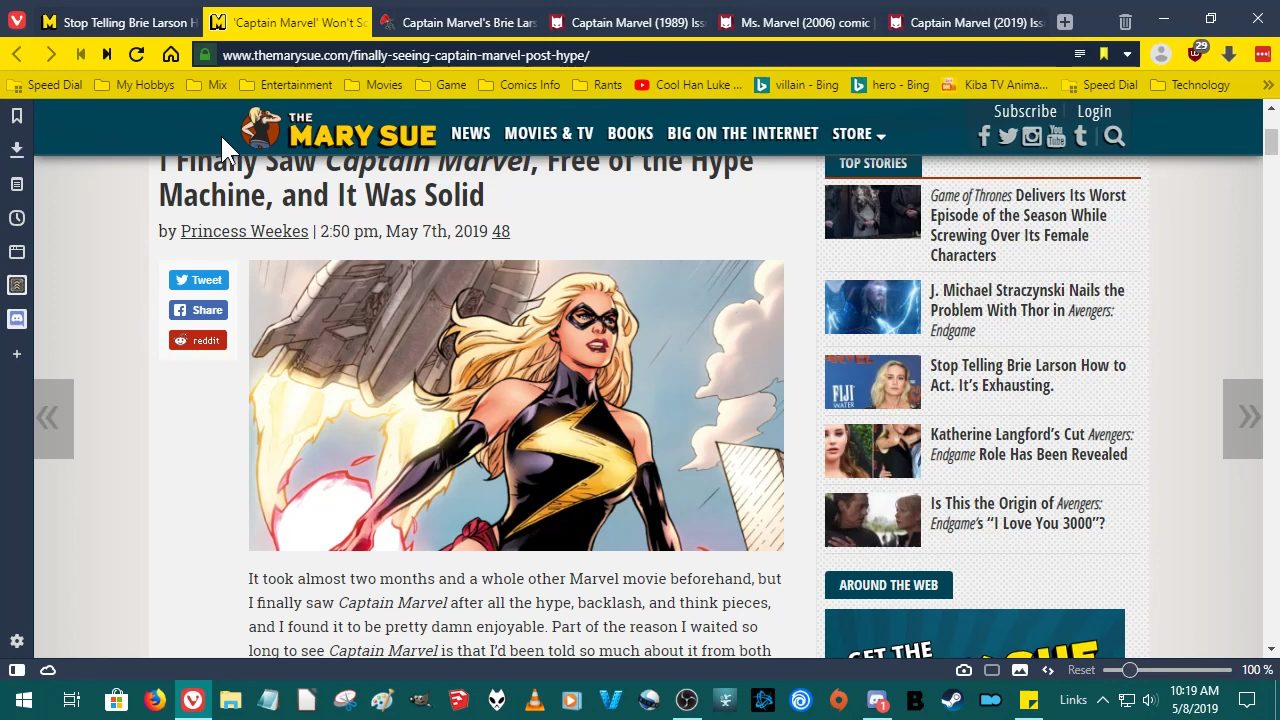 Stop Telling Brie Larson H
'Captain Marvel' Won't Sc
Captain Marvel's Brie Lars
Captain Marvel (1989) Iss
Ms. Marvel (2006) comic
Captain Marvel (2019) Iss
www.themarysue.com/finally-seeing-captain-marvel-post-hype/
29
Speed Dial
My Hobbys
Mix
Entertainment
Movies
Game
Comics Info
Rants
Cool Han Luke ...
villain - Bing
hero - Bing
Kiba TV Anima...
Speed Dial
Technology
Subscribe
Login
THE
MARY SUE
NEWS
MOVIES & TV
BOOKS
BIG ON THE INTERNET
STORE
I Finally Saw Captain Marvel, Free of the Hype
Machine, and It Was Solid
by Princess Weekes | 2:50 pm, May 7th, 2019 48
Tweet
Share
reddit
It took almost two months and a whole other Marvel movie beforehand, but
I finally saw Captain Marvel after all the hype, backlash, and think pieces,
and I found it to be pretty damn enjoyable. Part of the reason I waited so
long to see Captain Marvel is that I'd been told so much about it from both
TOP STORIES
Game of Thrones Delivers Its Worst
Episode of the Season While
Screwing Over Its Female
Characters
J. Michael Straczynski Nails the
Problem With Thor in Avengers:
Endgame
FIJI
WATER
Stop Telling Brie Larson How to
Act. It's Exhausting.
Katherine Langford's Cut Avengers:
Endgame Role Has Been Revealed
Is This the Origin of Avengers:
Endgame's "I Love You 3000"?
AROUND THE WEB
GET THE
Reset
100 %
Links
10:19 AM
5/8/2019